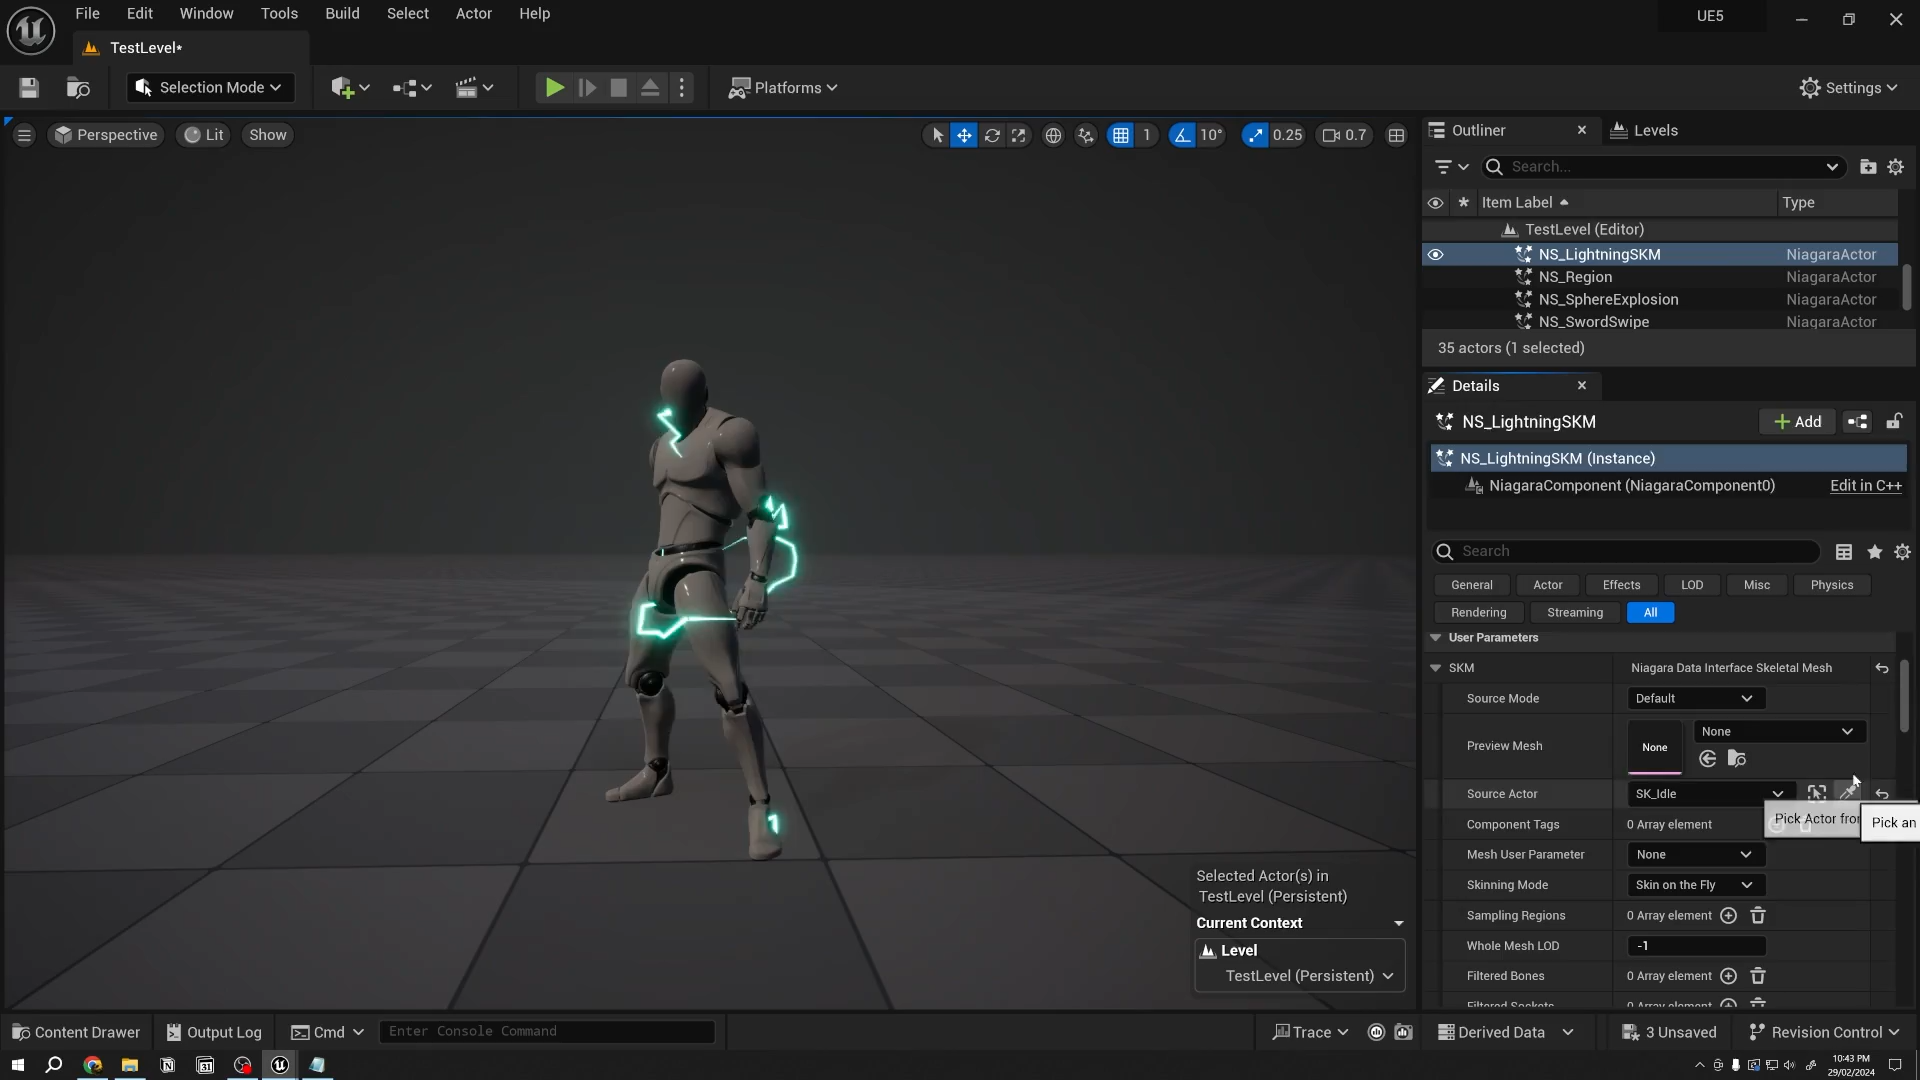 File Edit Window Tools Build Select Actor Help
UE5
TestLevel*
Selection Mode
Platforms
Settings
Perspective Lit Show
1 10° 0.25 0.7
Outliner
Levels
Search...
Item Label Type
TestLevel (Editor)
NS_LightningSKM NiagaraActor
NS_Region NiagaraActor
NS_SphereExplosion NiagaraActor
NS_SwordSwipe NiagaraActor
35 actors (1 selected)
Details
NS_LightningSKM
Add
NS_LightningSKM (Instance)
NiagaraComponent (NiagaraComponent0) Edit in C++
Search
General Actor Effects LOD Misc Physics
Rendering Streaming All
User Parameters
SKM Niagara Data Interface Skeletal Mesh
Source Mode Default
Preview Mesh None None
Source Actor SK_Idle
Pick Actor
Pick an
Component Tags 0 Array element
Mesh User Parameter None
Skinning Mode Skin on the Fly
Sampling Regions 0 Array element
Whole Mesh LOD -1
Filtered Bones 0 Array element
Filtered Sockets 0 Array element
Selected Actor(s) in
TestLevel (Persistent)
Current Context
Level
TestLevel (Persistent)
Content Drawer Output Log Cmd Enter Console Command
Trace Derived Data 3 Unsaved Revision Control
31
10:43 PM
29/02/2024